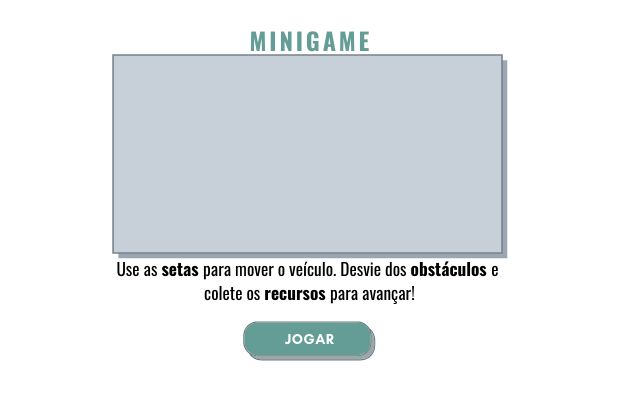 MINIGAME
Use as setas para mover o veículo. Desvie dos obstáculos e
colete os recursos para avançar!
JOGAR